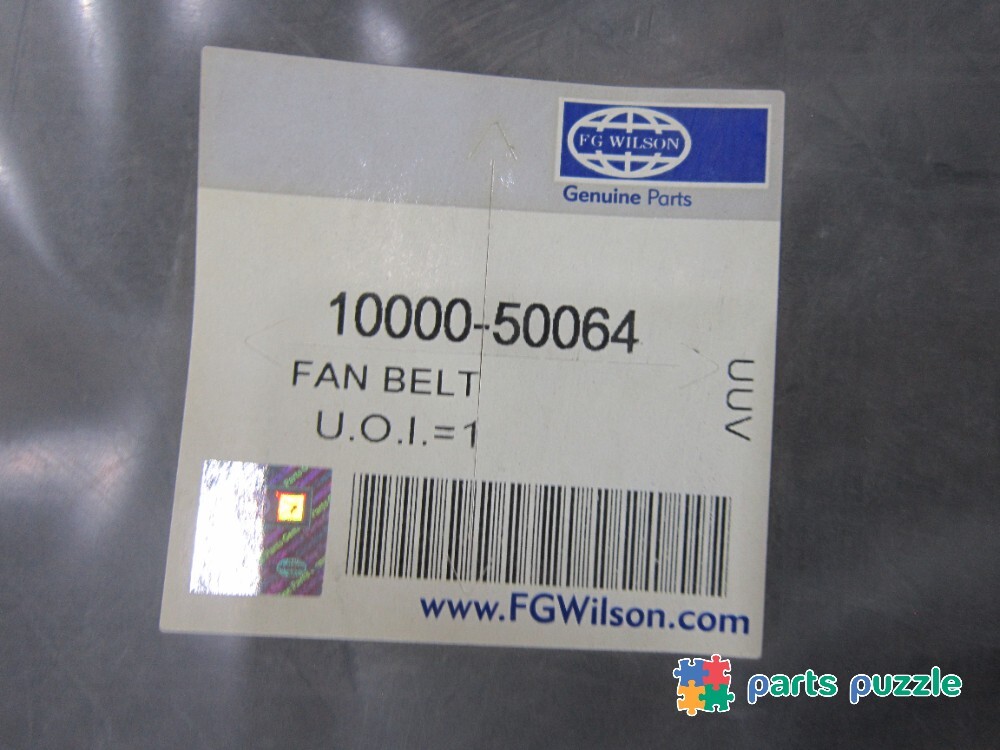 FG WILSON
Genuine Parts
10000-50064
FAN BELT
U.O.I.=1
UUV
www.FGWilson.com
parts puzzle